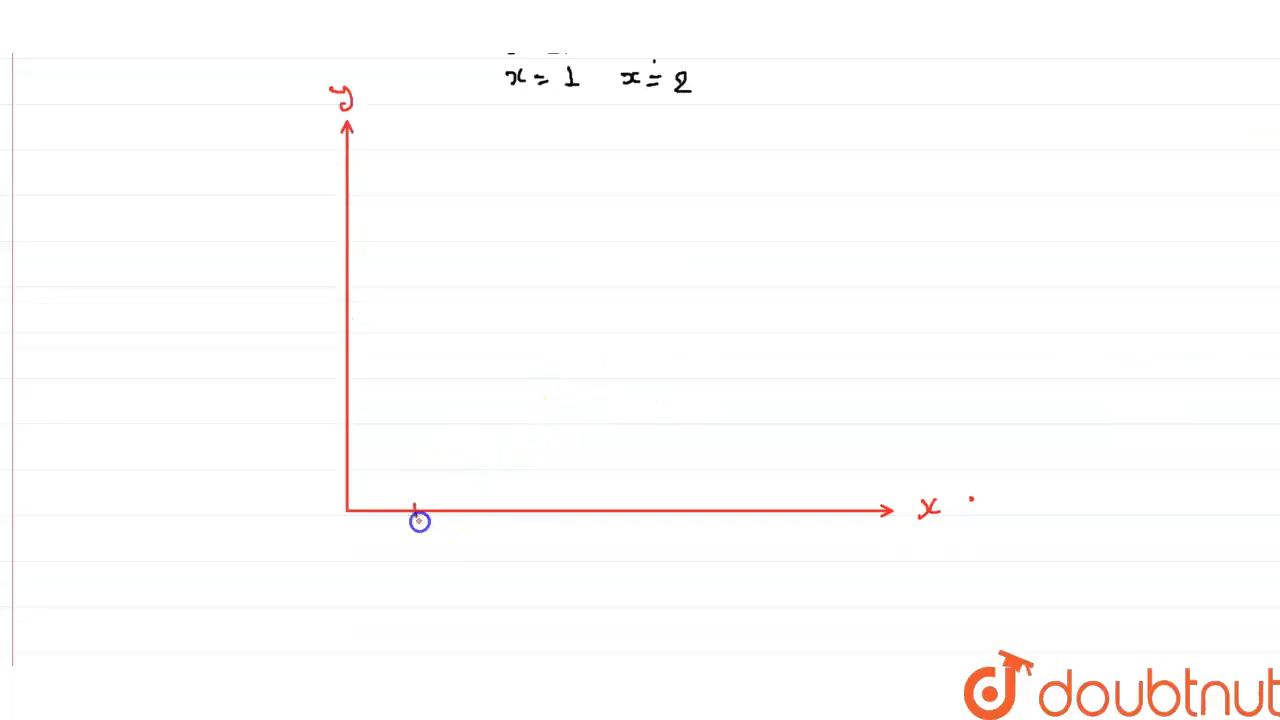 x = 1 x = 2
y
x
doubtnut